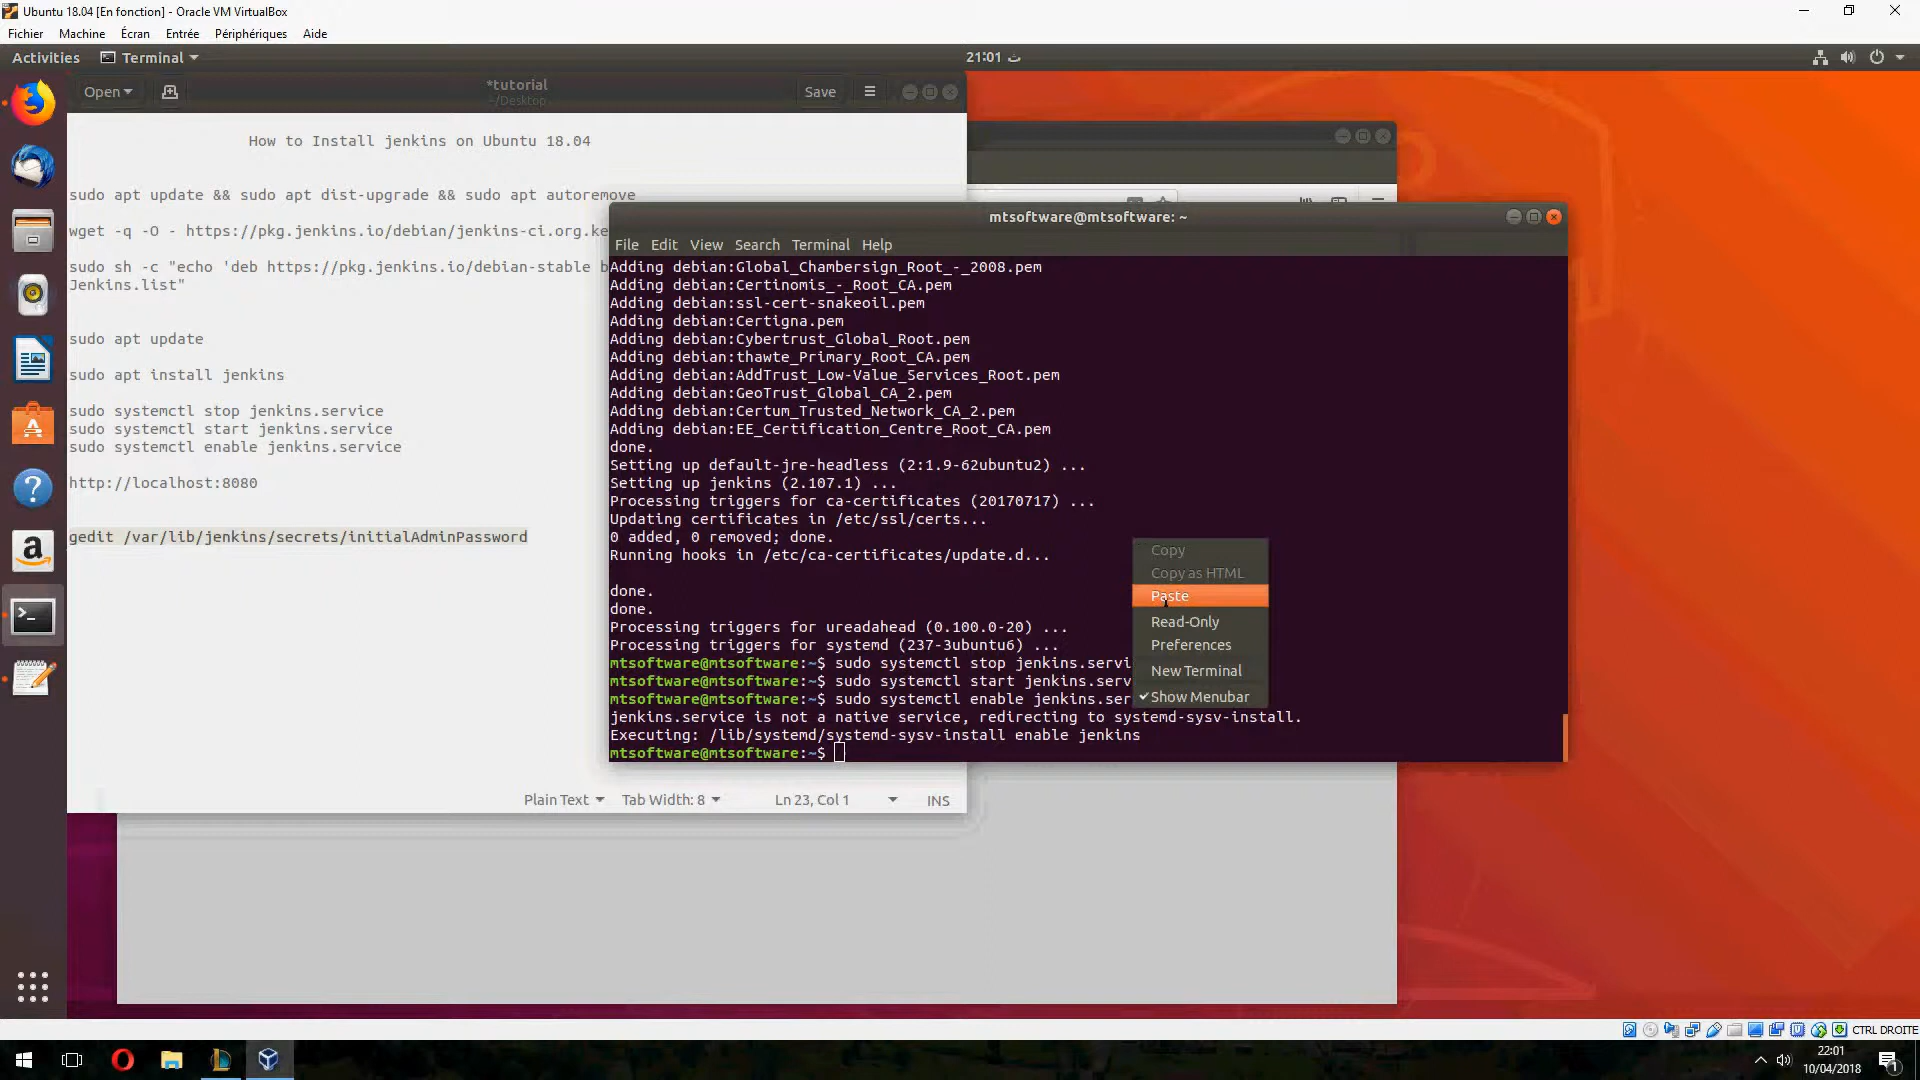 Ubuntu 18.04 [En fonction] - Oracle VM VirtualBox
Fichier Machine Écran Entrée Périphériques Aide
Activities Terminal 21:01 ث
Open *tutorial Save
~/Desktop
How to Install jenkins on Ubuntu 18.04
sudo apt update && sudo apt dist-upgrade && sudo apt autoremove
wget -q -O - https://pkg.jenkins.io/debian/jenkins-ci.org.ke
sudo sh -c "echo 'deb https://pkg.jenkins.io/debian-stable b
Jenkins.list"
sudo apt update
sudo apt install jenkins
sudo systemctl stop jenkins.service
sudo systemctl start jenkins.service
sudo systemctl enable jenkins.service
http://localhost:8080
gedit /var/lib/jenkins/secrets/initialAdminPassword
Plain Text Tab Width: 8 Ln 23, Col 1 INS
mtsoftware@mtsoftware: ~
File Edit View Search Terminal Help
Adding debian:Global_Chambersign_Root_-_2008.pem
Adding debian:Certinomis_-_Root_CA.pem
Adding debian:ssl-cert-snakeoil.pem
Adding debian:Certigna.pem
Adding debian:Cybertrust_Global_Root.pem
Adding debian:thawte_Primary_Root_CA.pem
Adding debian:AddTrust_Low-Value_Services_Root.pem
Adding debian:GeoTrust_Global_CA_2.pem
Adding debian:Certum_Trusted_Network_CA_2.pem
Adding debian:EE_Certification_Centre_Root_CA.pem
done.
Setting up default-jre-headless (2:1.9-62ubuntu2) ...
Setting up jenkins (2.107.1) ...
Processing triggers for ca-certificates (20170717) ...
Updating certificates in /etc/ssl/certs...
0 added, 0 removed; done.
Running hooks in /etc/ca-certificates/update.d...
done.
done.
Processing triggers for ureadahead (0.100.0-20) ...
Processing triggers for systemd (237-3ubuntu6) ...
mtsoftware@mtsoftware:~$ sudo systemctl stop jenkins.servi
mtsoftware@mtsoftware:~$ sudo systemctl start jenkins.serv
mtsoftware@mtsoftware:~$ sudo systemctl enable jenkins.ser
jenkins.service is not a native service, redirecting to systemd-sysv-install.
Executing: /lib/systemd/systemd-sysv-install enable jenkins
mtsoftware@mtsoftware:~$
Copy
Copy as HTML
Paste
Read-Only
Preferences
New Terminal
Show Menubar
CTRL DROITE
22:01
10/04/2018
1